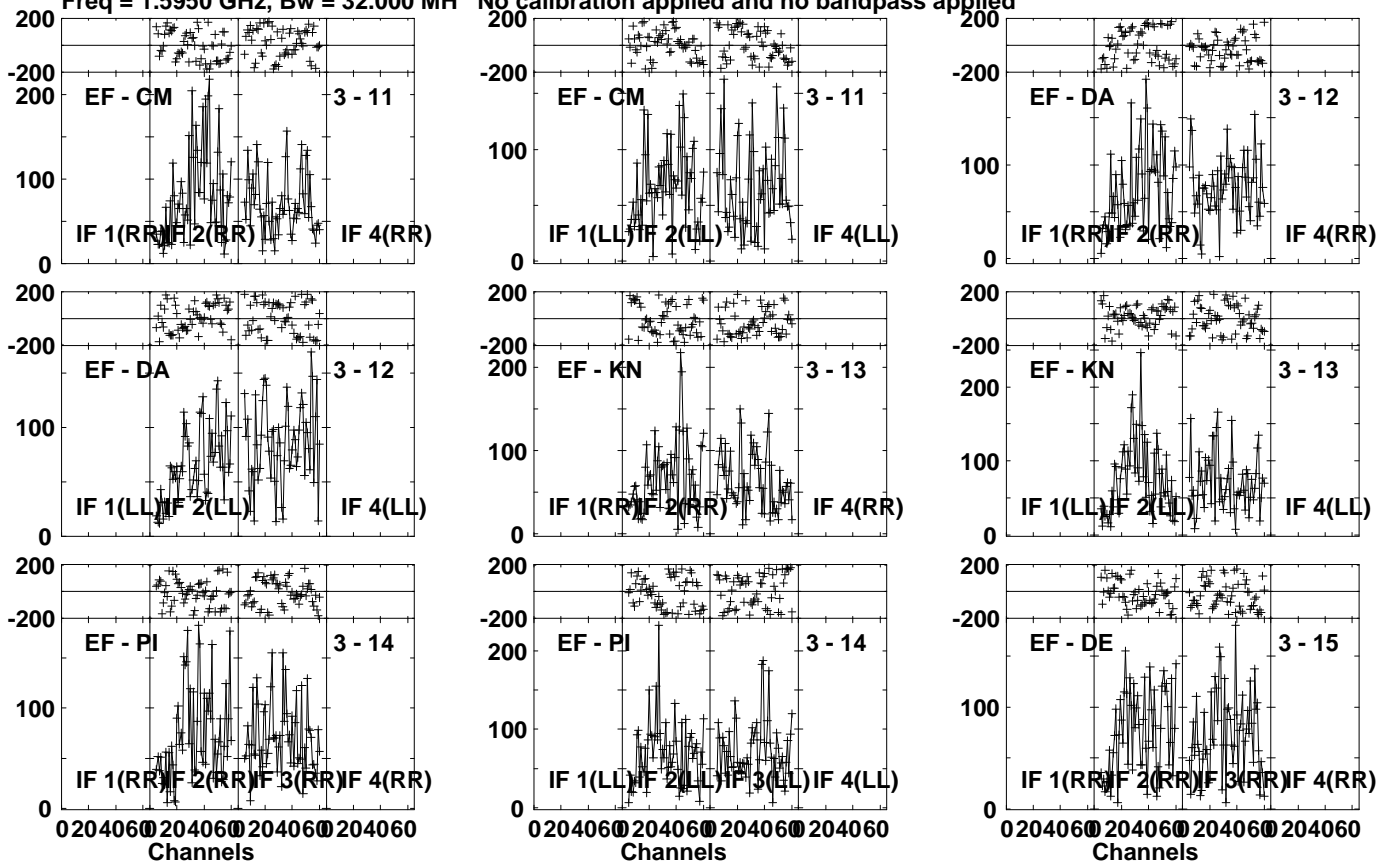 Freq = 1.5950 GHz, Bw = 32.000 MH No calibration applied and no bandpass applied
200
-200
200
100
0
EF - CM 3 - 11
IF 1(RR) IF 2(RR) IF 4(RR)
100
0
EF - CM 3 - 11
IF 1(LL) IF 2(LL) IF 4(LL)
200
-200
100
0
EF - DA 3 - 12
IF 1(RR) IF 2(RR) IF 4(RR)
200
-200
100
0
EF - DA 3 - 12
IF 1(LL) IF 2(LL) IF 4(LL)
200
-200
200
100
0
EF - KN 3 - 13
IF 1(RR) IF 2(RR) IF 4(RR)
200
-200
200
100
0
EF - KN 3 - 13
IF 1(LL) IF 2(LL) IF 4(LL)
200
-200
100
0
EF - PI 3 - 14
IF 1(RR) IF 2(RR) IF 3(RR) IF 4(RR)
0 20 40 60 0 20 40 60 0 20 40 60 0 20 40 60
Channels
200
-200
200
100
0
EF - PI 3 - 14
IF 1(LL) IF 2(LL) IF 3(LL) IF 4(LL)
0 20 40 60 0 20 40 60 0 20 40 60 0 20 40 60
Channels
200
-200
100
0
EF - DE 3 - 15
IF 1(RR) IF 2(RR) IF 3(RR) IF 4(RR)
0 20 40 60 0 20 40 60 0 20 40 60 0 20 40 60
Channels